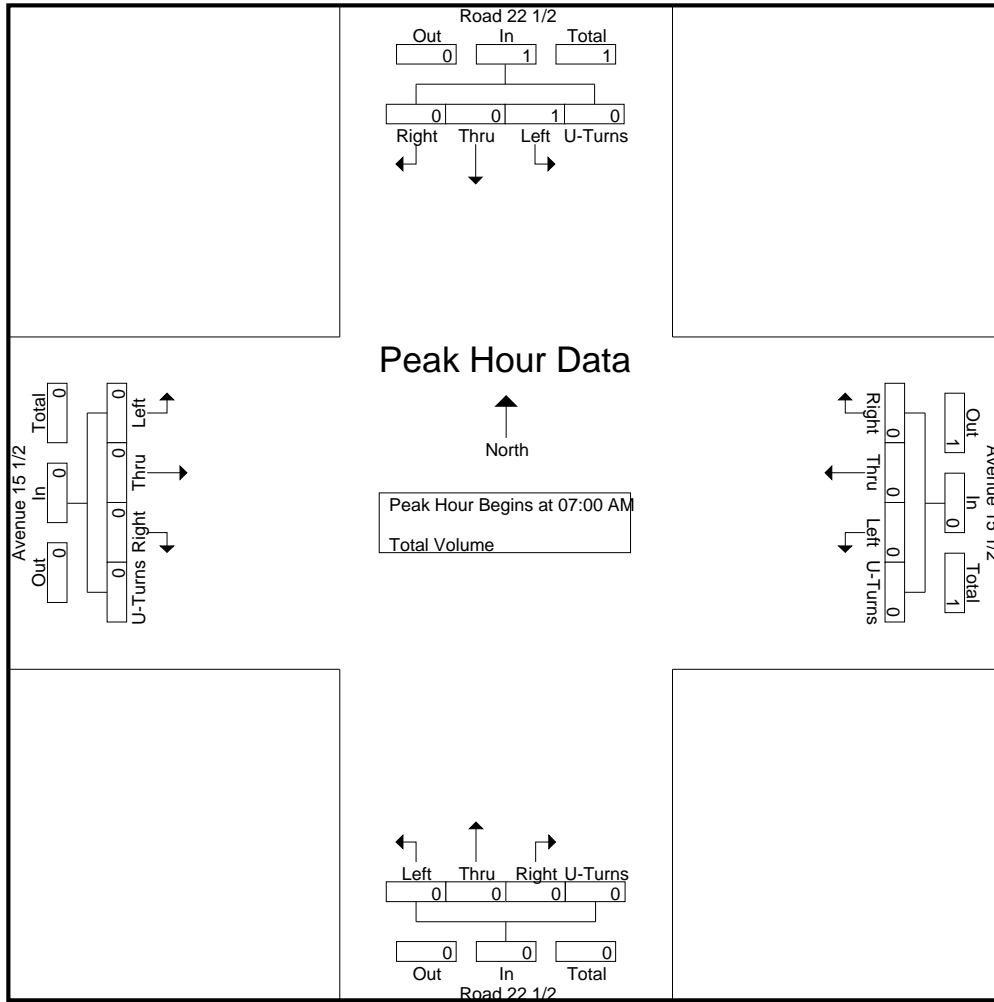 Road 22 1/2
Out In Total
0 1 1
0 0 1 0
Right Thru Left U-Turns
Peak Hour Data
North
Peak Hour Begins at 07:00 AM
Total Volume
Avenue 15 1/2
Total In Out
0 0 0
0 0 0 0
Left Thru Right U-Turns
Avenue 15 1/2
Out In Total
1 0 1
0 0 0 0
Right Thru Left U-Turns
Left Thru Right U-Turns
0 0 0 0
0 0 0
Out In Total
Road 22 1/2